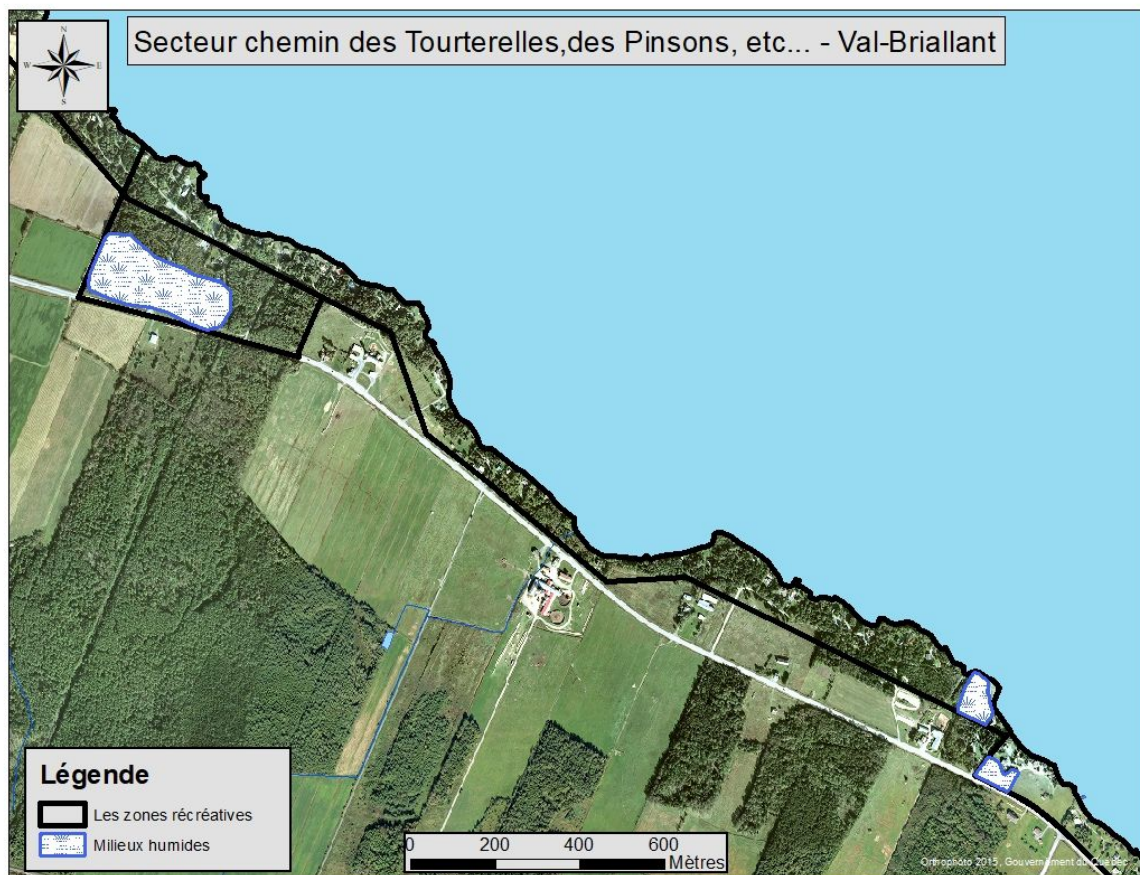 Secteur chemin des Tourterelles,des Pinsons, etc... - Val-Briallant
N
W E
S
Légende
Les zones récréatives
Milieux humides
0 200 400 600
Mètres
Orthophoto 2015, Gouvernement du Québec